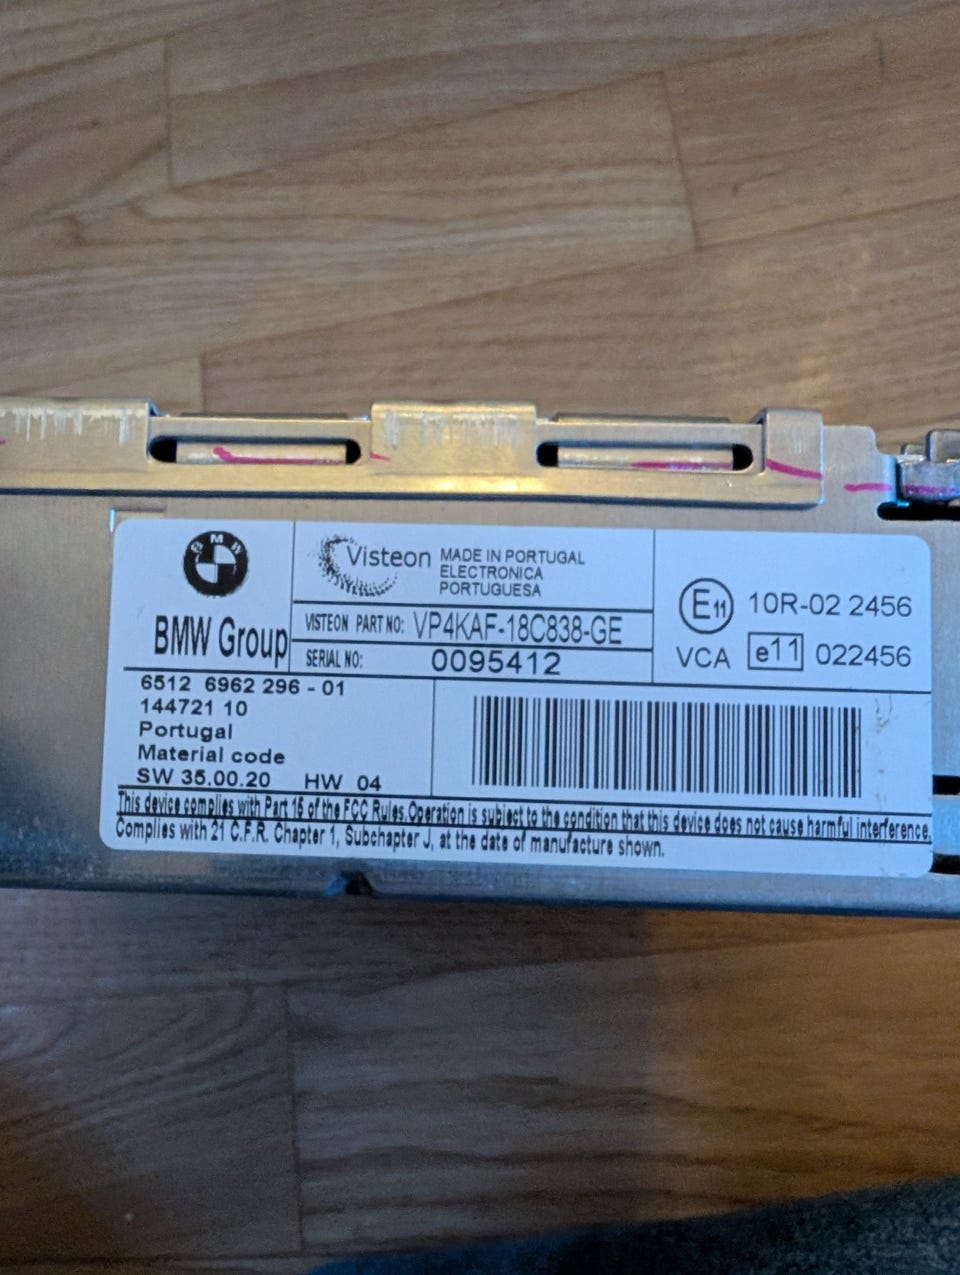 BMW
BMW Group
Visteon
MADE IN PORTUGAL
ELECTRONICA
PORTUGUESA
VISTEON PART NO: VP4KAF-18C838-GE
SERIAL NO: 0095412
E11 10R-02 2456
VCA e11 022456
6512 6962 296 - 01
144721 10
Portugal
Material code
SW 35.00.20 HW 04
This device complies with Part 15 of the FCC Rules.Operation is subject to the condition that this device does not cause harmful interference.
Complies with 21 C.F.R. Chapter 1, Subchapter J, at the date of manufacture shown.